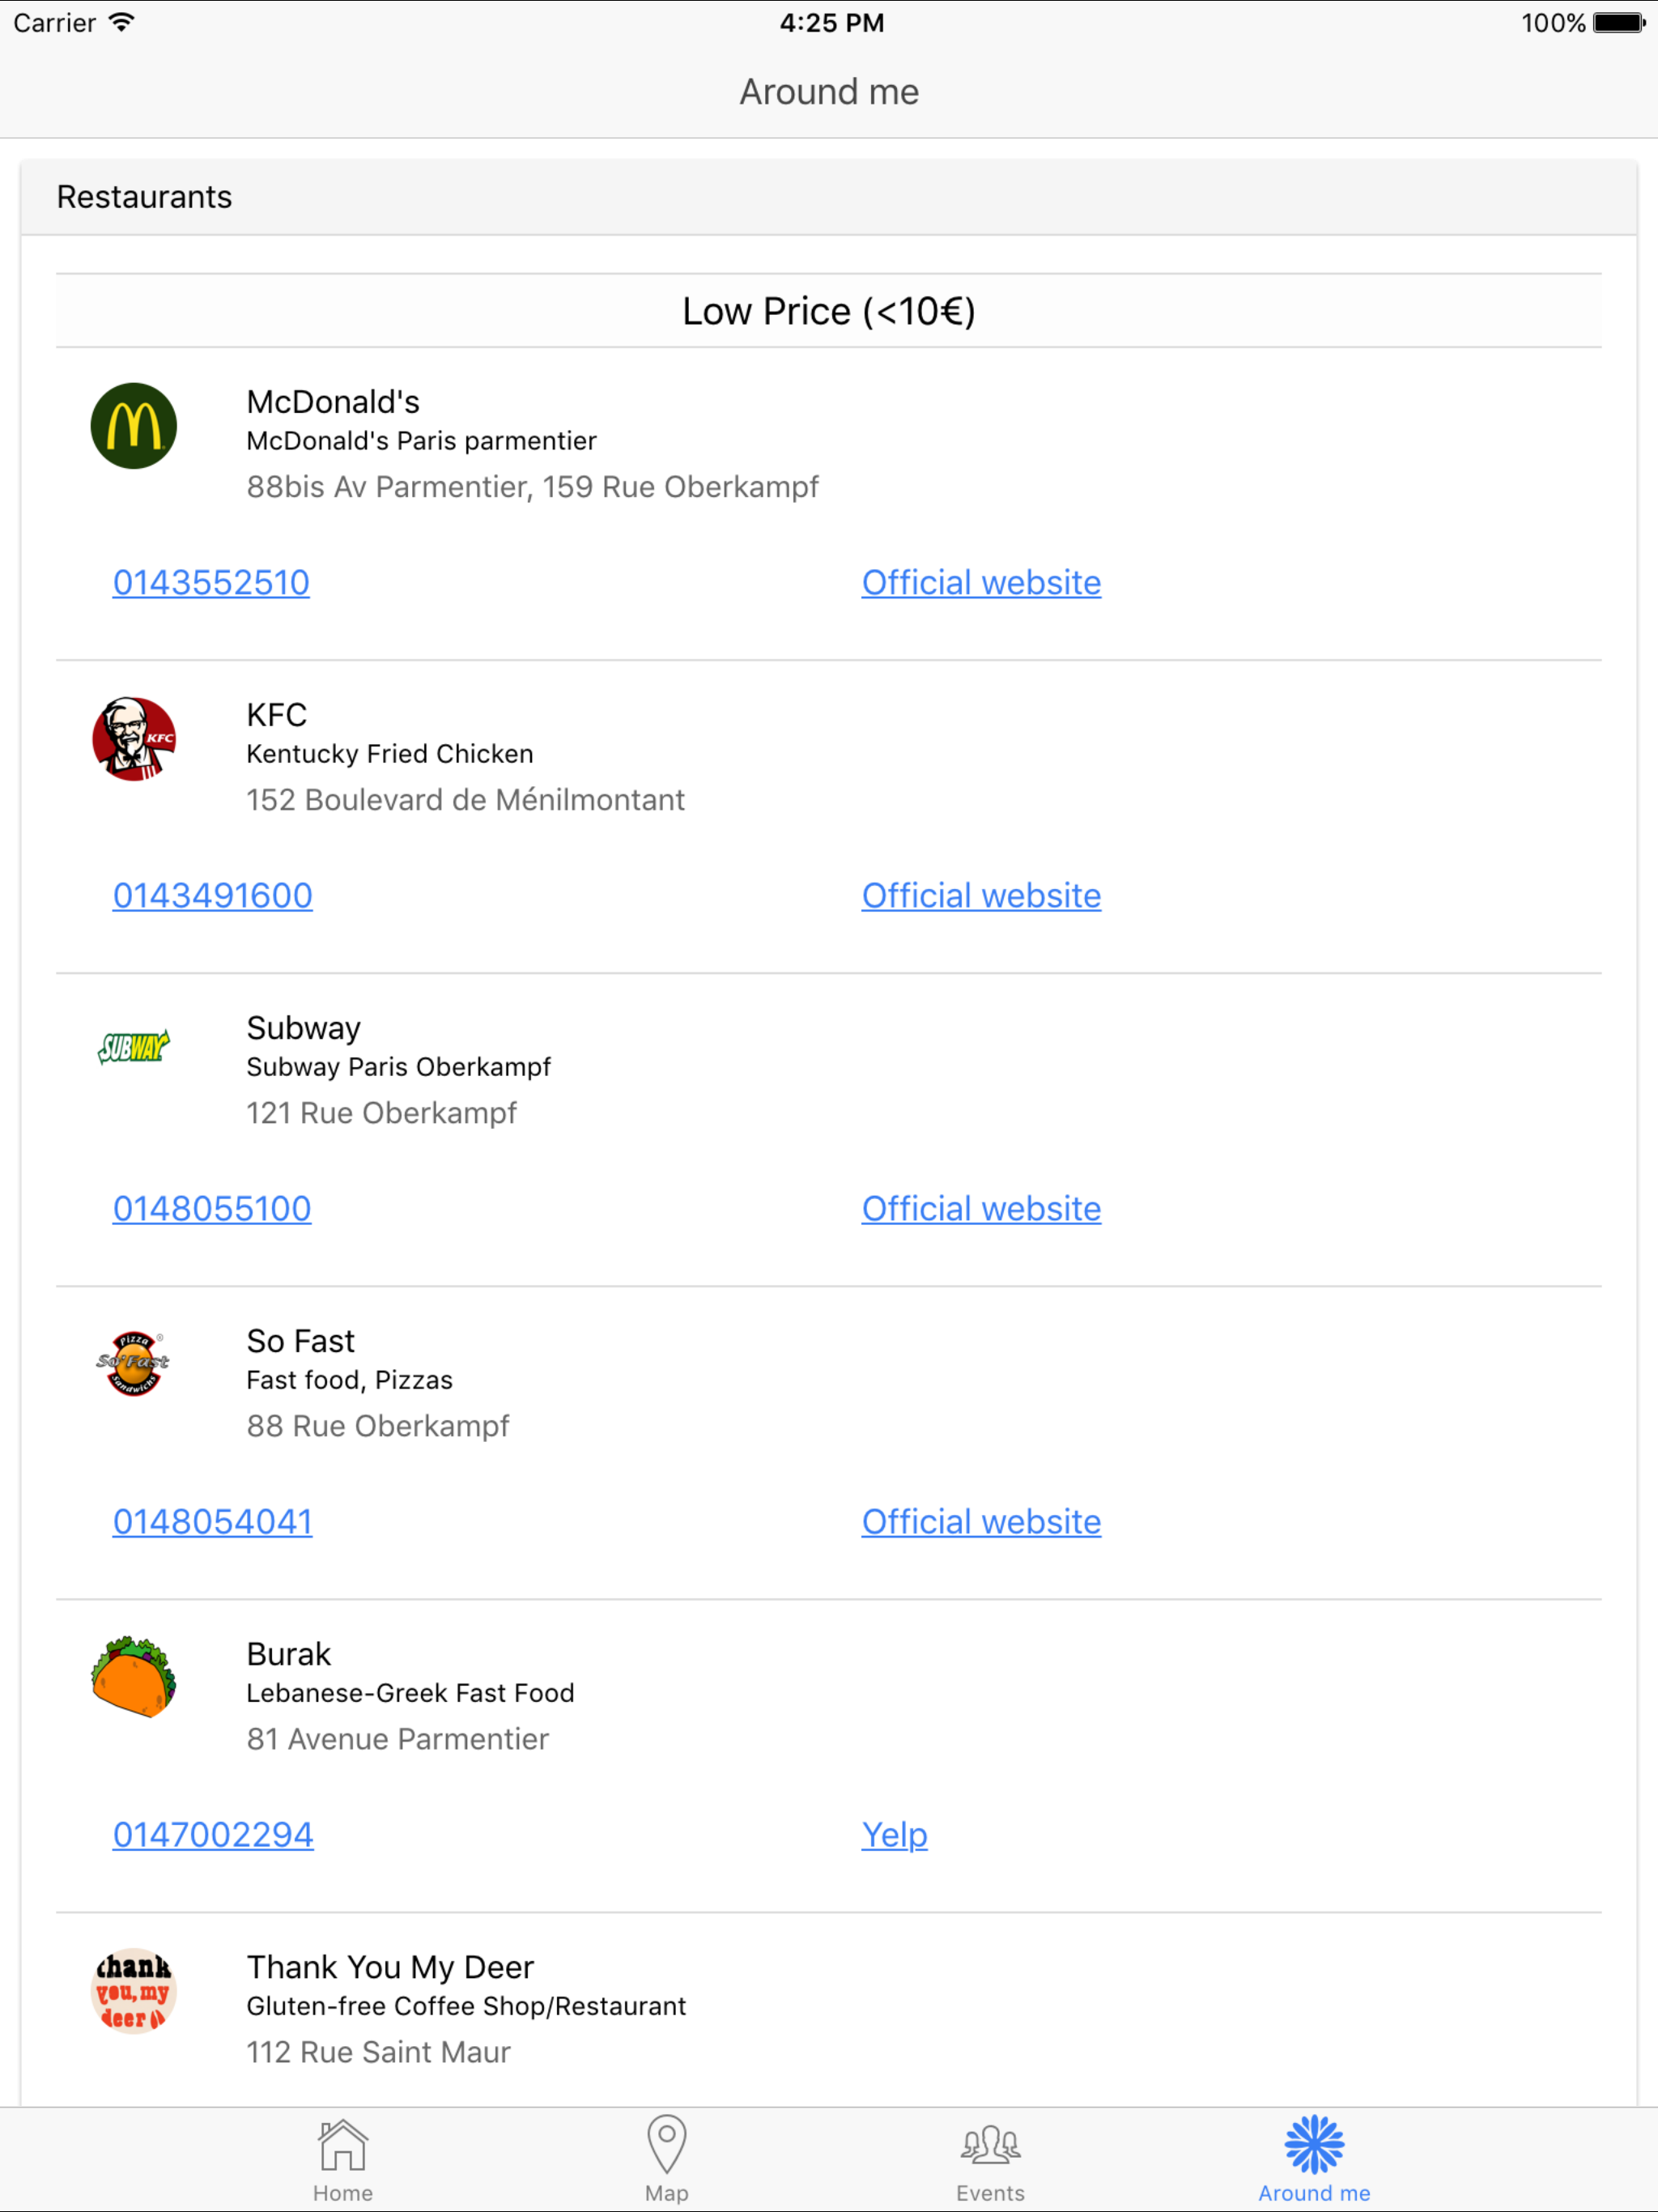 Carrier 4:25 PM 100%
Around me
Restaurants
Low Price (<10€)
McDonald's
McDonald's Paris parmentier
88bis Av Parmentier, 159 Rue Oberkampf
0143552510 Official website
KFC
KFC
Kentucky Fried Chicken
152 Boulevard de Ménilmontant
0143491600 Official website
SUBWAY
Subway
Subway Paris Oberkampf
121 Rue Oberkampf
0148055100 Official website
Pizza
So'Fast
Sandwichs
So Fast
Fast food, Pizzas
88 Rue Oberkampf
0148054041 Official website
Burak
Lebanese-Greek Fast Food
81 Avenue Parmentier
0147002294 Yelp
thank
you, my
deer
Thank You My Deer
Gluten-free Coffee Shop/Restaurant
112 Rue Saint Maur
Home Map Events Around me